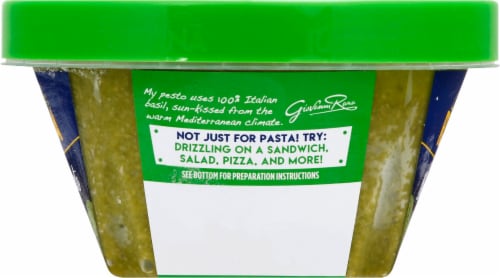 My pesto uses 100% Italian
basil, sun-kissed from the
warm Mediterranean climate.
Giovanni Rana
NOT JUST FOR PASTA! TRY:
DRIZZLING ON A SANDWICH,
SALAD, PIZZA, AND MORE!
SEE BOTTOM FOR PREPARATION INSTRUCTIONS